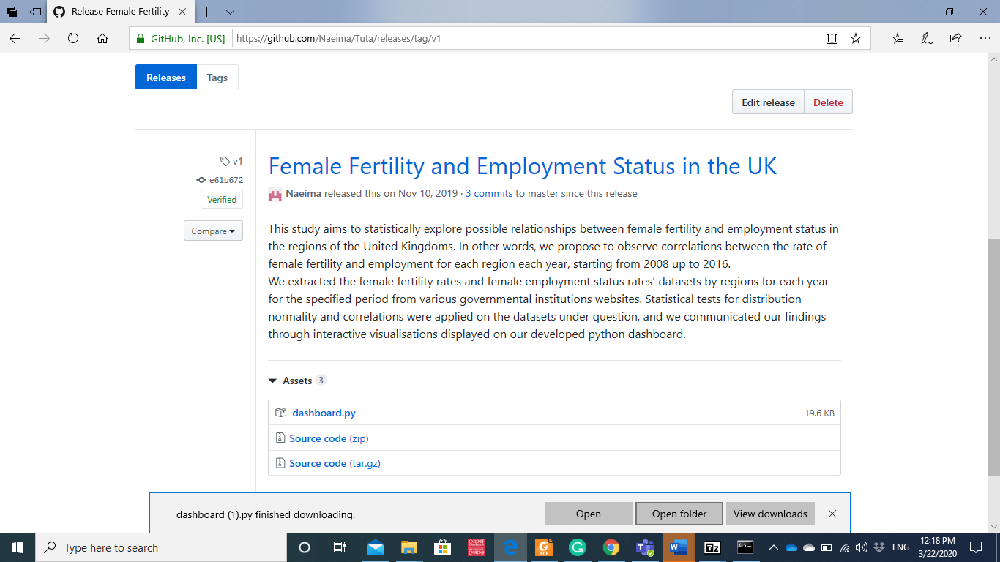 Release Female Fertility
GitHub, Inc. [US]
https://github.com/Naeima/Tuta/releases/tag/v1
Releases
Tags
Edit release
Delete
v1
e61b672
Verified
Compare
Female Fertility and Employment Status in the UK
Naeima released this on Nov 10, 2019 · 3 commits to master since this release
This study aims to statistically explore possible relationships between female fertility and employment status in
the regions of the United Kingdoms. In other words, we propose to observe correlations between the rate of
female fertility and employment for each region each year, starting from 2008 up to 2016.
We extracted the female fertility rates and female employment status rates' datasets by regions for each year
for the specified period from various governmental institutions websites. Statistical tests for distribution
normality and correlations were applied on the datasets under question, and we communicated our findings
through interactive visualisations displayed on our developed python dashboard.
Assets 3
dashboard.py
19.6 KB
Source code (zip)
Source code (tar.gz)
dashboard (1).py finished downloading.
Open
Open folder
View downloads
Type here to search
ENG
12:18 PM
3/22/2020